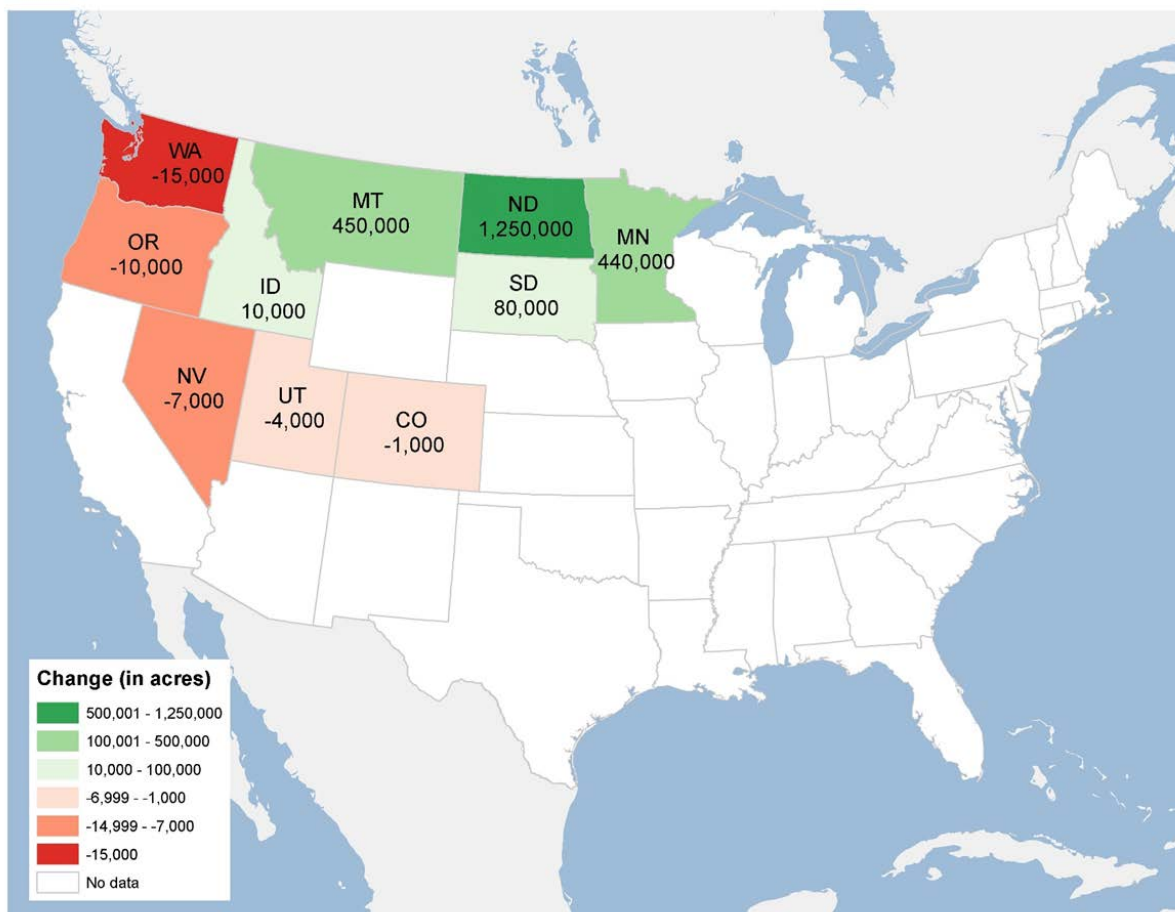 WA
-15,000
MT
450,000
ND
1,250,000
MN
440,000
OR
-10,000
ID
10,000
SD
80,000
NV
-7,000
UT
-4,000
CO
-1,000
Change (in acres)
500,001 - 1,250,000
100,001 - 500,000
10,000 - 100,000
-6,999 - -1,000
-14,999 - -7,000
-15,000
No data